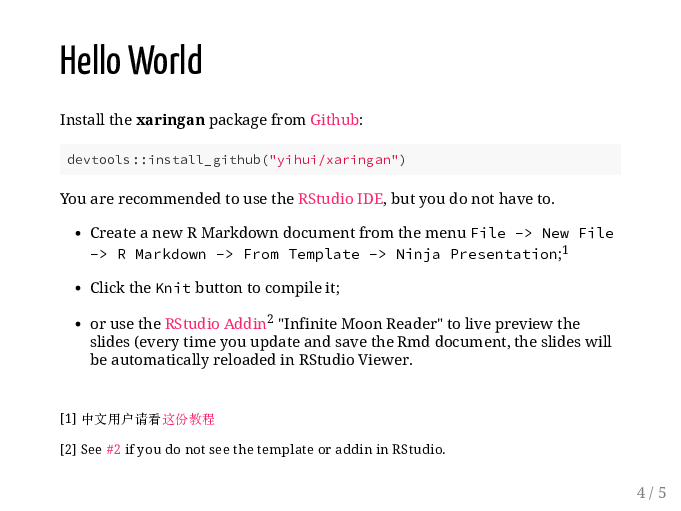 Hello World
Install the xaringan package from Github:
devtools::install_github("yihui/xaringan")
You are recommended to use the RStudio IDE, but you do not have to.
• Create a new R Markdown document from the menu File -> New File
-> R Markdown -> From Template -> Ninja Presentation;1
• Click the Knit button to compile it;
• or use the RStudio Addin2 "Infinite Moon Reader" to live preview the
slides (every time you update and save the Rmd document, the slides will
be automatically reloaded in RStudio Viewer.
[1] 中文用户请看这份教程
[2] See #2 if you do not see the template or addin in RStudio.
4 / 5